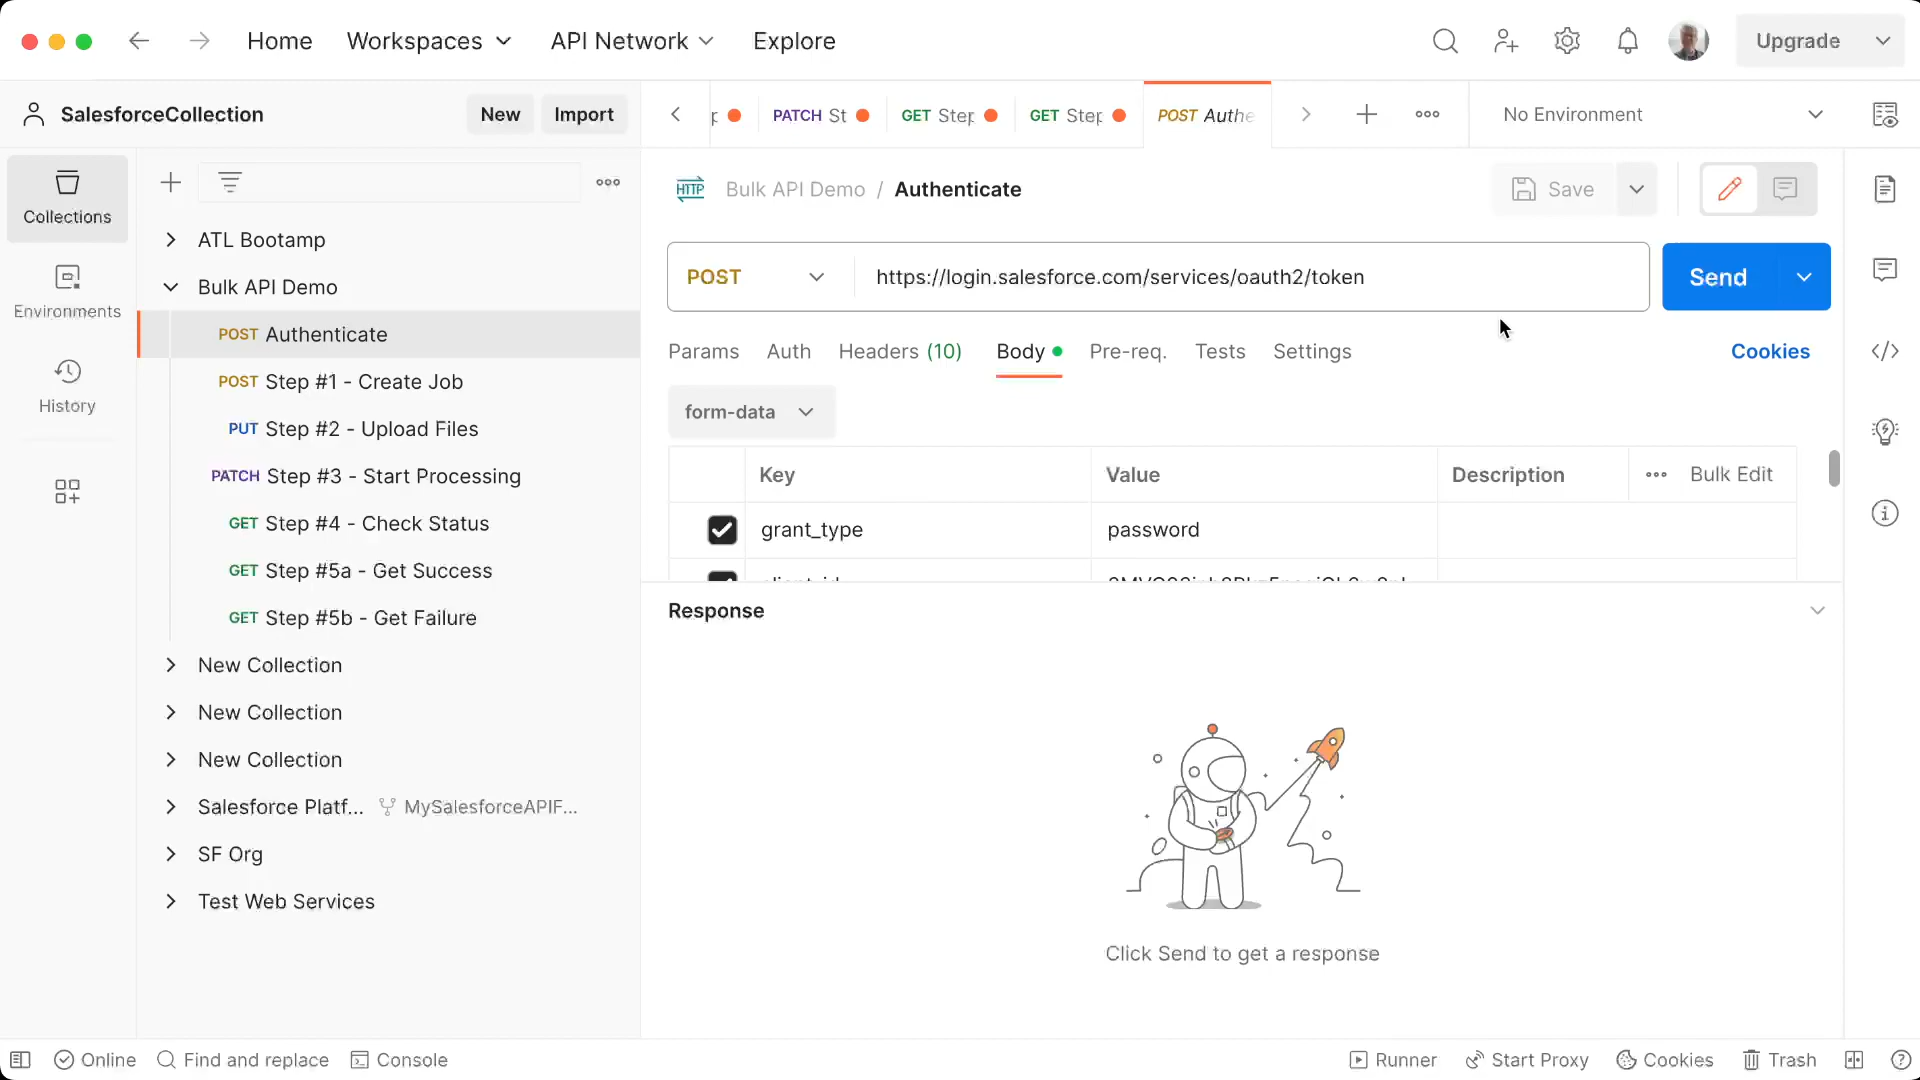 Home Workspaces API Network Explore Upgrade
SalesforceCollection New Import
PATCH St GET Step GET Step POST Authe No Environment
Collections
Environments
History
ATL Bootamp
Bulk API Demo
POST Authenticate
POST Step #1 - Create Job
PUT Step #2 - Upload Files
PATCH Step #3 - Start Processing
GET Step #4 - Check Status
GET Step #5a - Get Success
GET Step #5b - Get Failure
New Collection
New Collection
New Collection
Salesforce Platf... MySalesforceAPIF...
SF Org
Test Web Services
HTTP Bulk API Demo / Authenticate Save
POST https://login.salesforce.com/services/oauth2/token Send
Params Auth Headers (10) Body Pre-req. Tests Settings Cookies
form-data
Key Value Description Bulk Edit
grant_type password
Response
Click Send to get a response
Online Find and replace Console Runner Start Proxy Cookies Trash